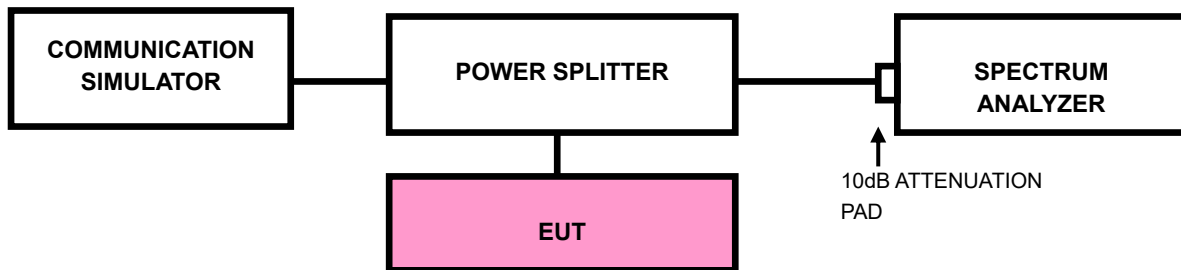 COMMUNICATION
SIMULATOR
POWER SPLITTER
SPECTRUM
ANALYZER
10dB ATTENUATION
PAD
EUT